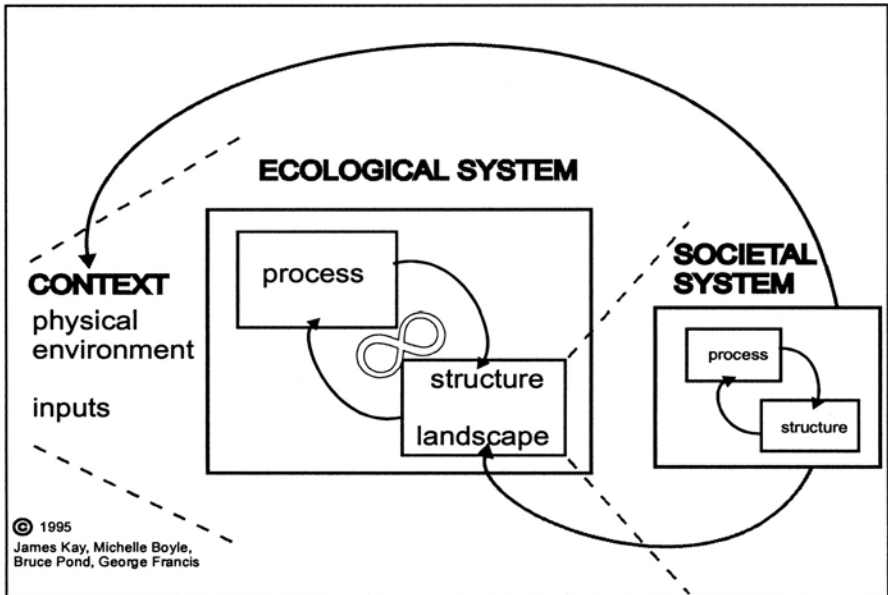 ECOLOGICAL SYSTEM
CONTEXT
physical
environment
inputs
process
structure
landscape
SOCIETAL
SYSTEM
process
structure
© 1995
James Kay, Michelle Boyle,
Bruce Pond, George Francis